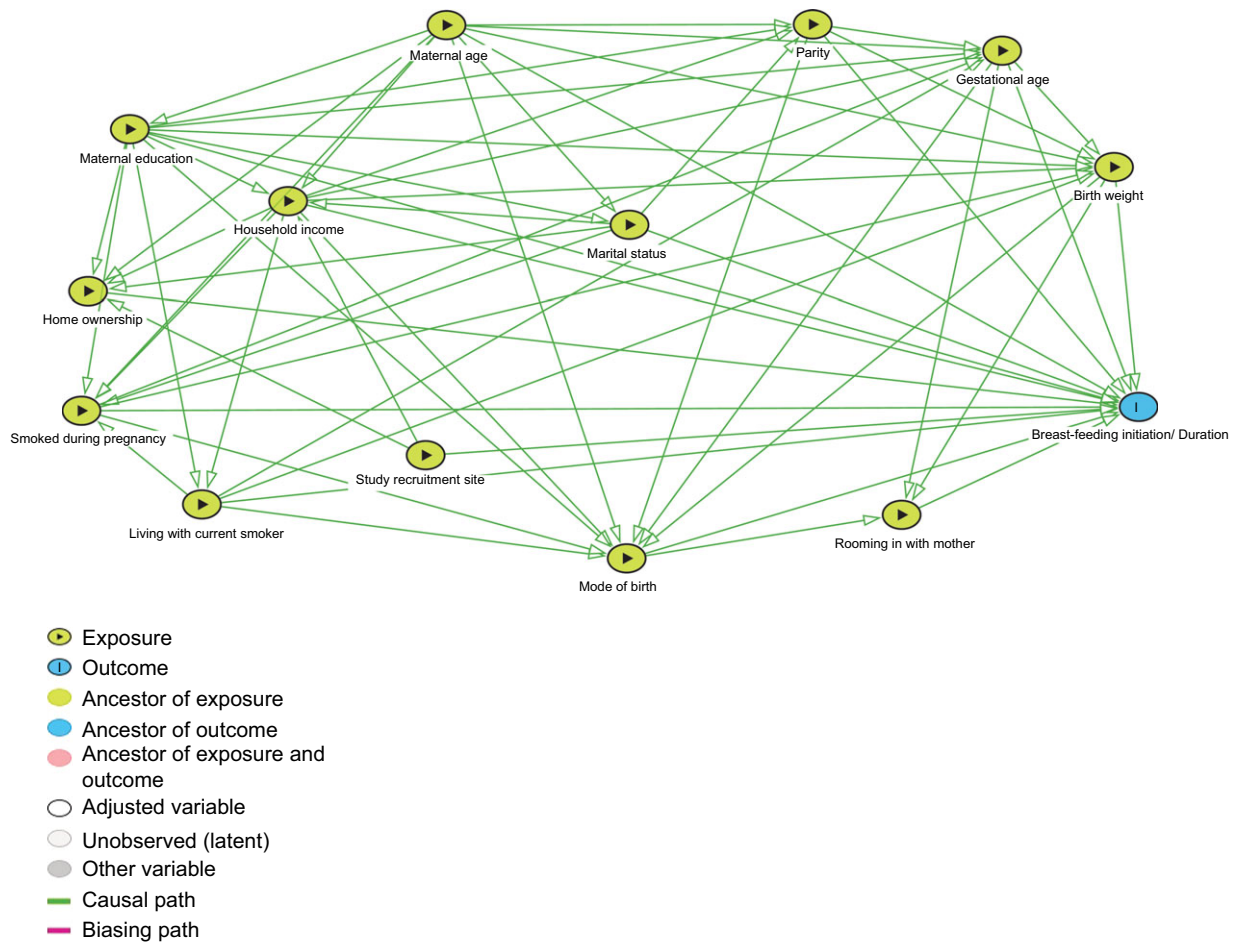 Maternal age
Parity
Gestational age
Maternal education
Birth weight
Household income
Marital status
Home ownership
Smoked during pregnancy
Breast-feeding initiation/ Duration
Study recruitment site
Living with current smoker
Rooming in with mother
Mode of birth
Exposure
I Outcome
Ancestor of exposure
Ancestor of outcome
Ancestor of exposure and
outcome
Adjusted variable
Unobserved (latent)
Other variable
Causal path
Biasing path